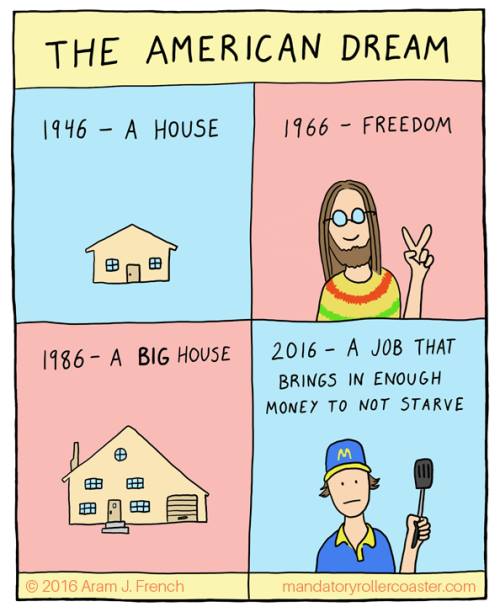 THE AMERICAN DREAM
1946 - A HOUSE
1966 - FREEDOM
1986 - A BIG HOUSE
2016 - A JOB THAT
BRINGS IN ENOUGH
MONEY TO NOT STARVE
M
© 2016 Aram J. French
mandatoryrollercoaster.com